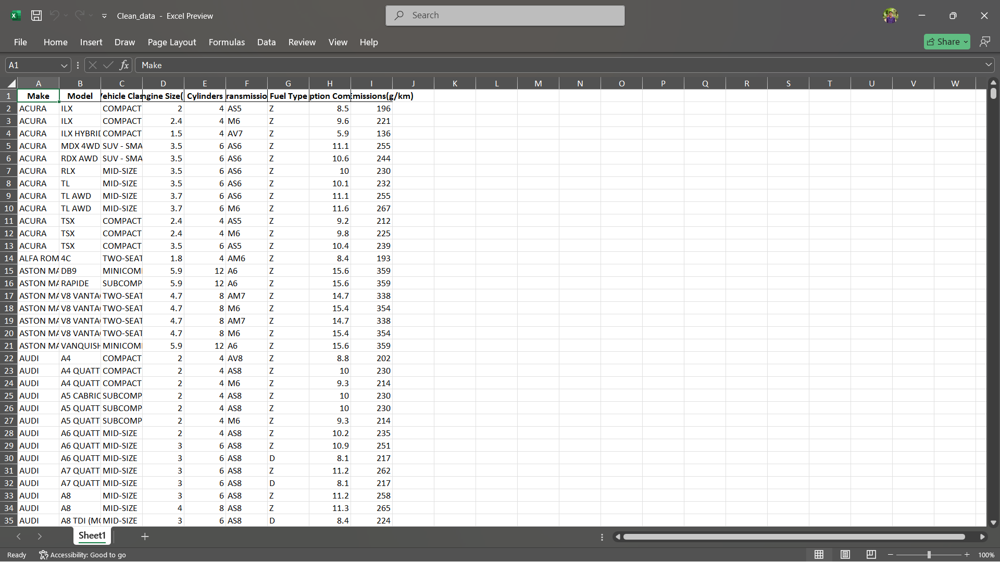 Clean_data - Excel Preview
Search
File Home Insert Draw Page Layout Formulas Data Review View Help
Share
A1 fx Make
A B C D E F G H I J K L M N O P Q R S T U V W
1 Make Model Vehicle Clas ngine Size( Cylinders ransmissio Fuel Type ption Com Emissions(g/km)
2 ACURA ILX COMPACT 2 4 AS5 Z 8.5 196
3 ACURA ILX COMPACT 2.4 4 M6 Z 9.6 221
4 ACURA ILX HYBRID COMPACT 1.5 4 AV7 Z 5.9 136
5 ACURA MDX 4WD SUV - SMA 3.5 6 AS6 Z 11.1 255
6 ACURA RDX AWD SUV - SMA 3.5 6 AS6 Z 10.6 244
7 ACURA RLX MID-SIZE 3.5 6 AS6 Z 10 230
8 ACURA TL MID-SIZE 3.5 6 AS6 Z 10.1 232
9 ACURA TL AWD MID-SIZE 3.7 6 AS6 Z 11.1 255
10 ACURA TL AWD MID-SIZE 3.7 6 M6 Z 11.6 267
11 ACURA TSX COMPACT 2.4 4 AS5 Z 9.2 212
12 ACURA TSX COMPACT 2.4 4 M6 Z 9.8 225
13 ACURA TSX COMPACT 3.5 6 AS5 Z 10.4 239
14 ALFA ROM 4C TWO-SEAT 1.8 4 AM6 Z 8.4 193
15 ASTON MA DB9 MINICOM 5.9 12 A6 Z 15.6 359
16 ASTON MA RAPIDE SUBCOMP 5.9 12 A6 Z 15.6 359
17 ASTON MA V8 VANTA TWO-SEAT 4.7 8 AM7 Z 14.7 338
18 ASTON MA V8 VANTA TWO-SEAT 4.7 8 M6 Z 15.4 354
19 ASTON MA V8 VANTA TWO-SEAT 4.7 8 AM7 Z 14.7 338
20 ASTON MA V8 VANTA TWO-SEAT 4.7 8 M6 Z 15.4 354
21 ASTON MA VANQUISH MINICOM 5.9 12 A6 Z 15.6 359
22 AUDI A4 COMPACT 2 4 AV8 Z 8.8 202
23 AUDI A4 QUATT COMPACT 2 4 AS8 Z 10 230
24 AUDI A4 QUATT COMPACT 2 4 M6 Z 9.3 214
25 AUDI A5 CABRIO SUBCOMP 2 4 AS8 Z 10 230
26 AUDI A5 QUATT SUBCOMP 2 4 AS8 Z 10 230
27 AUDI A5 QUATT SUBCOMP 2 4 M6 Z 9.3 214
28 AUDI A6 QUATT MID-SIZE 2 4 AS8 Z 10.2 235
29 AUDI A6 QUATT MID-SIZE 3 6 AS8 Z 10.9 251
30 AUDI A6 QUATT MID-SIZE 3 6 AS8 D 8.1 217
31 AUDI A7 QUATT MID-SIZE 3 6 AS8 Z 11.2 262
32 AUDI A7 QUATT MID-SIZE 3 6 AS8 D 8.1 217
33 AUDI A8 MID-SIZE 3 6 AS8 Z 11.2 258
34 AUDI A8 MID-SIZE 4 8 AS8 Z 11.3 265
35 AUDI A8 TDI (MO MID-SIZE 3 6 AS8 D 8.4 224
Sheet1
Ready Accessibility: Good to go 100%